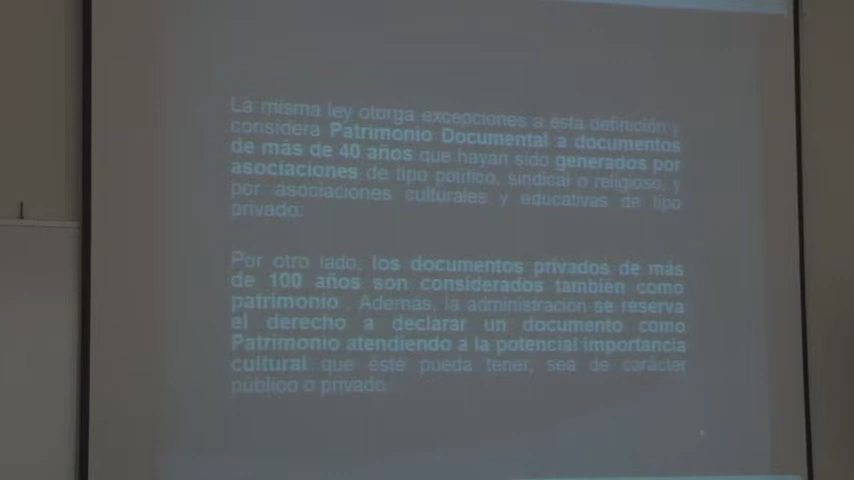 La misma ley otorga excepciones a esta definición y
considera Patrimonio Documental a documentos
de más de 40 años que hayan sido generados por
asociaciones de tipo político, sindical o religioso, y
por asociaciones culturales y educativas de tipo
privado.
Por otro lado, los documentos privados de más
de 100 años son considerados también como
patrimonio . Además, la administración se reserva
el derecho a declarar un documento como
Patrimonio atendiendo a la potencial importancia
cultural que este pueda tener, sea de carácter
público o privado